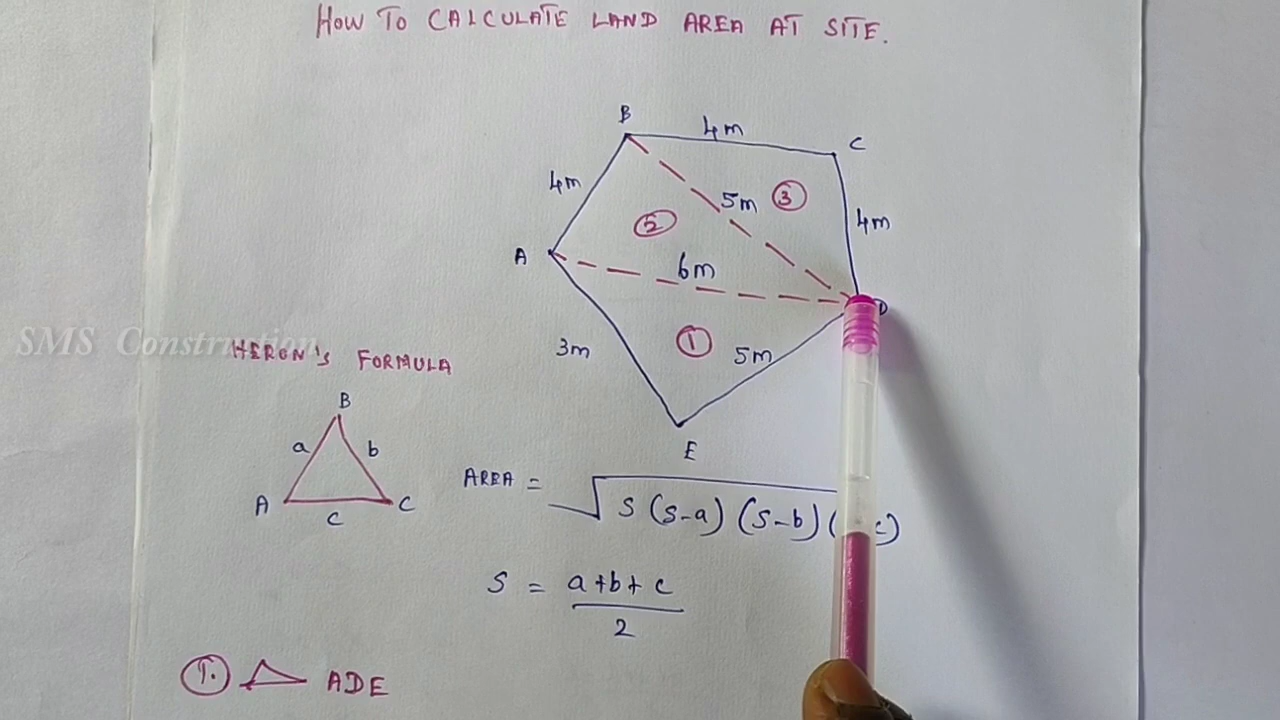 HOW TO CALCULATE LAND AREA AT SITE.
B
4m
C
4m
5m
3
4m
2
A
6m
D
SMS Construction
1
3m
5m
HERON'S FORMULA
B
E
a
b
AREA = √ S (S-a) (S-b) ( c)
A
C
c
S = a+b+c
2
1. ADE